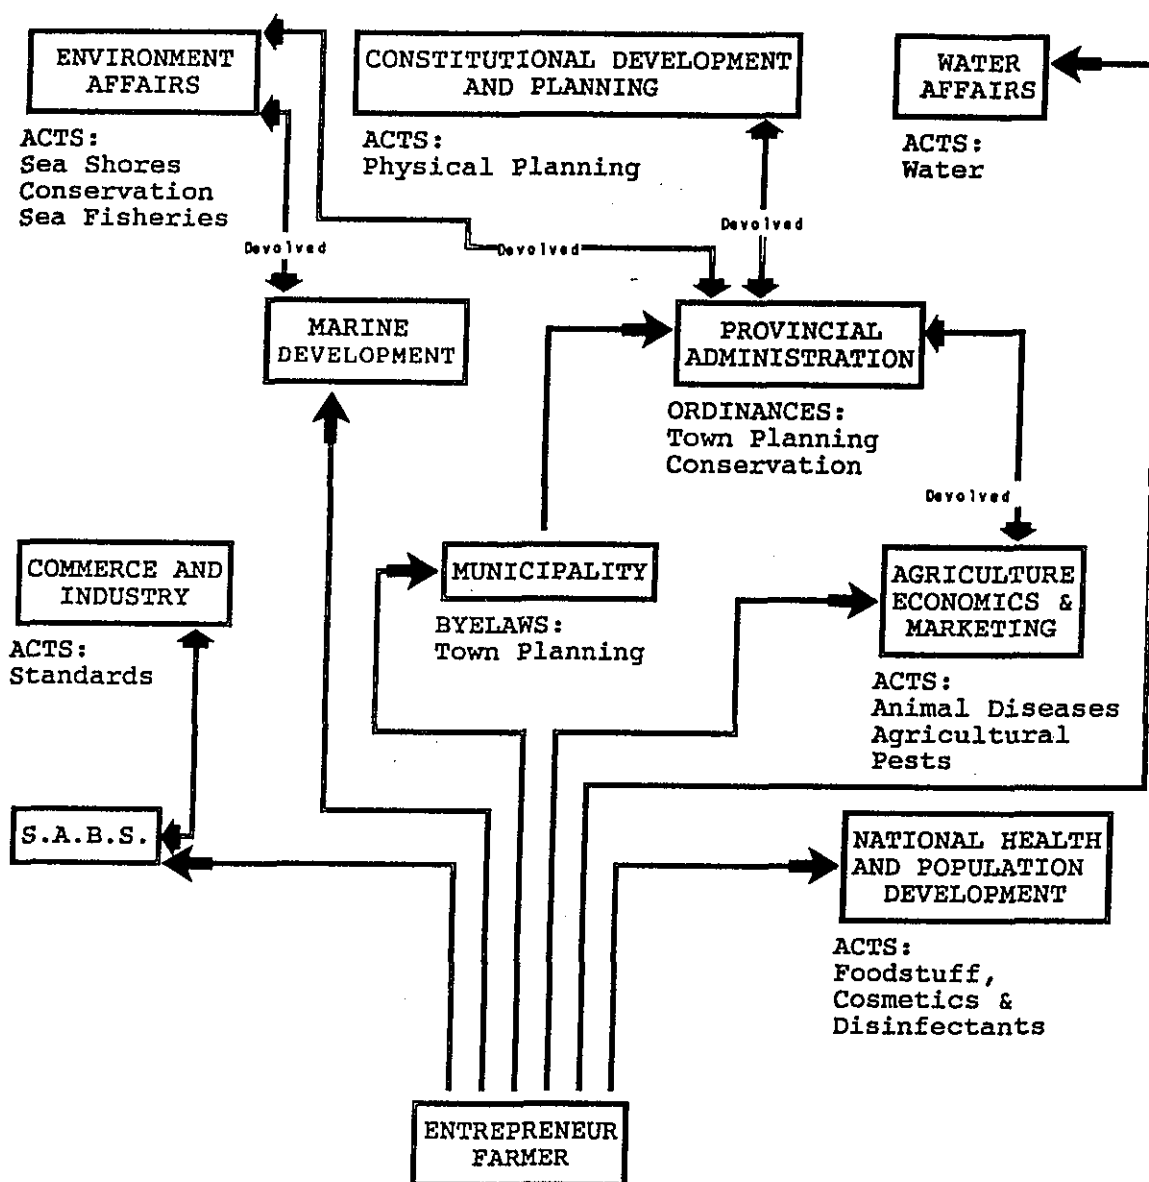 ENVIRONMENT
AFFAIRS
ACTS:
Sea Shores
Conservation
Sea Fisheries
CONSTITUTIONAL DEVELOPMENT
AND PLANNING
ACTS:
Physical Planning
WATER
AFFAIRS
ACTS:
Water
Devolved
Devolved
Devolved
MARINE
DEVELOPMENT
PROVINCIAL
ADMINISTRATION
ORDINANCES:
Town Planning
Conservation
Devolved
COMMERCE AND
INDUSTRY
ACTS:
Standards
MUNICIPALITY
BYELAWS:
Town Planning
AGRICULTURE
ECONOMICS &
MARKETING
ACTS:
Animal Diseases
Agricultural
Pests
S.A.B.S.
NATIONAL HEALTH
AND POPULATION
DEVELOPMENT
ACTS:
Foodstuff,
Cosmetics &
Disinfectants
ENTREPRENEUR
FARMER